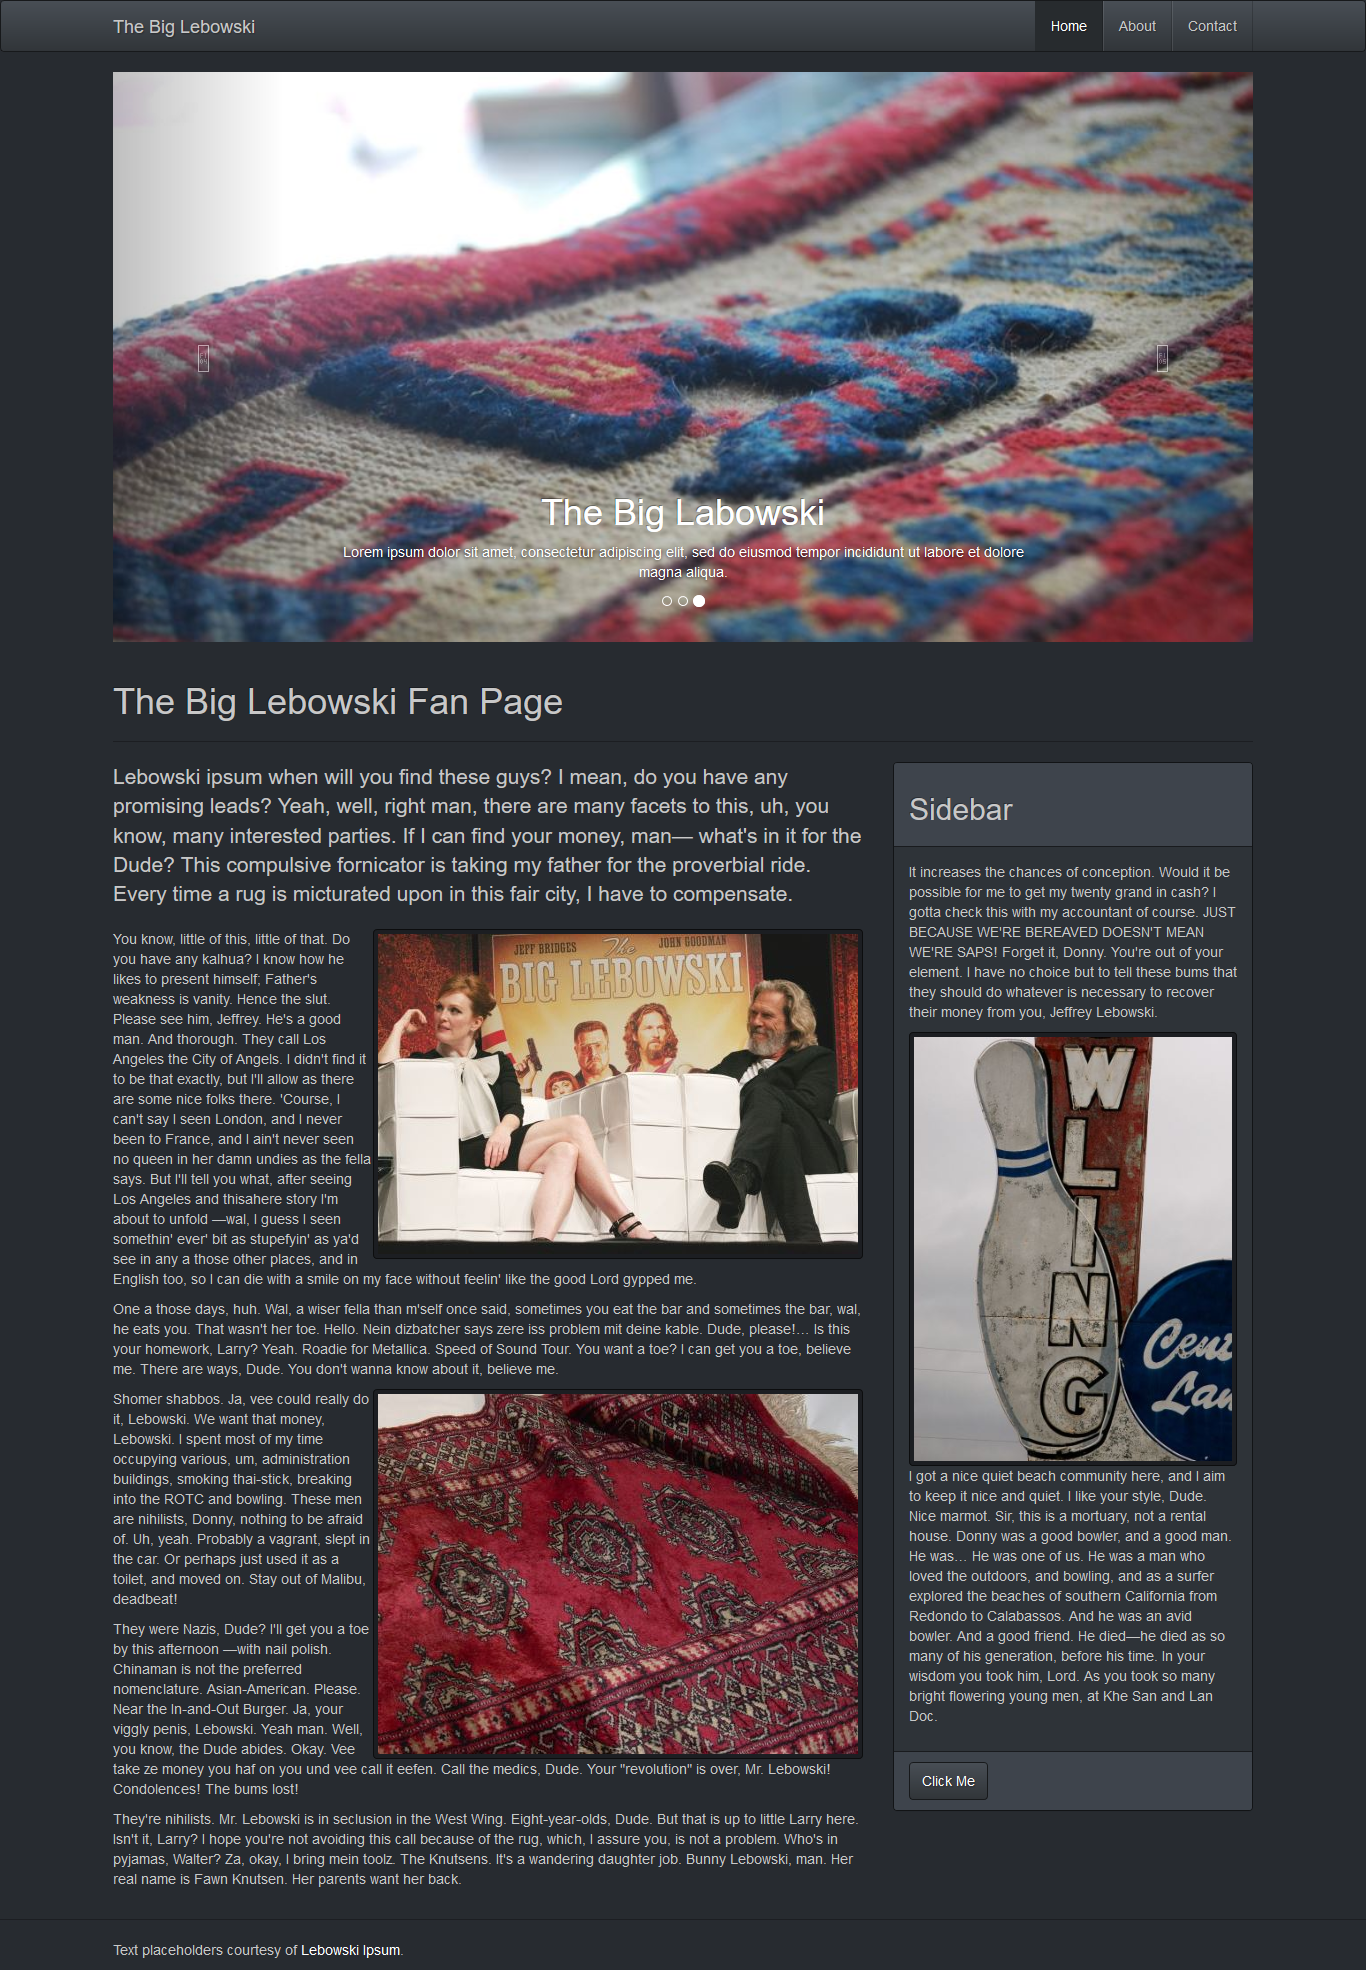 The Big Lebowski
Home About Contact
The Big Labowski
Lorem ipsum dolor sit amet, consectetur adipiscing elit, sed do eiusmod tempor incididunt ut labore et dolore
magna aliqua.
The Big Lebowski Fan Page
Lebowski ipsum when will you find these guys? I mean, do you have any
promising leads? Yeah, well, right man, there are many facets to this, uh, you
know, many interested parties. If I can find your money, man— what's in it for the
Dude? This compulsive fornicator is taking my father for the proverbial ride.
Every time a rug is micturated upon in this fair city, I have to compensate.
You know, little of this, little of that. Do
you have any kalhua? I know how he
likes to present himself; Father's
weakness is vanity. Hence the slut.
Please see him, Jeffrey. He's a good
man. And thorough. They call Los
Angeles the City of Angels. I didn't find it
to be that exactly, but I'll allow as there
are some nice folks there. 'Course, I
can't say I seen London, and I never
been to France, and I ain't never seen
no queen in her damn undies as the fella
says. But I'll tell you what, after seeing
Los Angeles and thisahere story I'm
about to unfold —wal, I guess I seen
somethin' ever' bit as stupefyin' as ya'd
see in any a those other places, and in
English too, so I can die with a smile on my face without feelin' like the good Lord gypped me.
JEFF BRIDGES JOHN GOODMAN
The
BIG LEBOWSKI
One a those days, huh. Wal, a wiser fella than m'self once said, sometimes you eat the bar and sometimes the bar, wal,
he eats you. That wasn't her toe. Hello. Nein dizbatcher says zere iss problem mit deine kable. Dude, please!… Is this
your homework, Larry? Yeah. Roadie for Metallica. Speed of Sound Tour. You want a toe? I can get you a toe, believe
me. There are ways, Dude. You don't wanna know about it, believe me.
Shomer shabbos. Ja, vee could really do
it, Lebowski. We want that money,
Lebowski. I spent most of my time
occupying various, um, administration
buildings, smoking thai-stick, breaking
into the ROTC and bowling. These men
are nihilists, Donny, nothing to be afraid
of. Uh, yeah. Probably a vagrant, slept in
the car. Or perhaps just used it as a
toilet, and moved on. Stay out of Malibu,
deadbeat!
They were Nazis, Dude? I'll get you a toe
by this afternoon —with nail polish.
Chinaman is not the preferred
nomenclature. Asian-American. Please.
Near the In-and-Out Burger. Ja, your
viggly penis, Lebowski. Yeah man. Well,
you know, the Dude abides. Okay. Vee
take ze money you haf on you und vee call it eefen. Call the medics, Dude. Your "revolution" is over, Mr. Lebowski!
Condolences! The bums lost!
They're nihilists. Mr. Lebowski is in seclusion in the West Wing. Eight-year-olds, Dude. But that is up to little Larry here.
Isn't it, Larry? I hope you're not avoiding this call because of the rug, which, I assure you, is not a problem. Who's in
pyjamas, Walter? Za, okay, I bring mein toolz. The Knutsens. It's a wandering daughter job. Bunny Lebowski, man. Her
real name is Fawn Knutsen. Her parents want her back.
Sidebar
It increases the chances of conception. Would it be
possible for me to get my twenty grand in cash? I
gotta check this with my accountant of course. JUST
BECAUSE WE'RE BEREAVED DOESN'T MEAN
WE'RE SAPS! Forget it, Donny. You're out of your
element. I have no choice but to tell these bums that
they should do whatever is necessary to recover
their money from you, Jeffrey Lebowski.
WLING
Cent
Lan
I got a nice quiet beach community here, and I aim
to keep it nice and quiet. I like your style, Dude.
Nice marmot. Sir, this is a mortuary, not a rental
house. Donny was a good bowler, and a good man.
He was… He was one of us. He was a man who
loved the outdoors, and bowling, and as a surfer
explored the beaches of southern California from
Redondo to Calabassos. And he was an avid
bowler. And a good friend. He died—he died as so
many of his generation, before his time. In your
wisdom you took him, Lord. As you took so many
bright flowering young men, at Khe San and Lan
Doc.
Click Me
Text placeholders courtesy of Lebowski Ipsum.